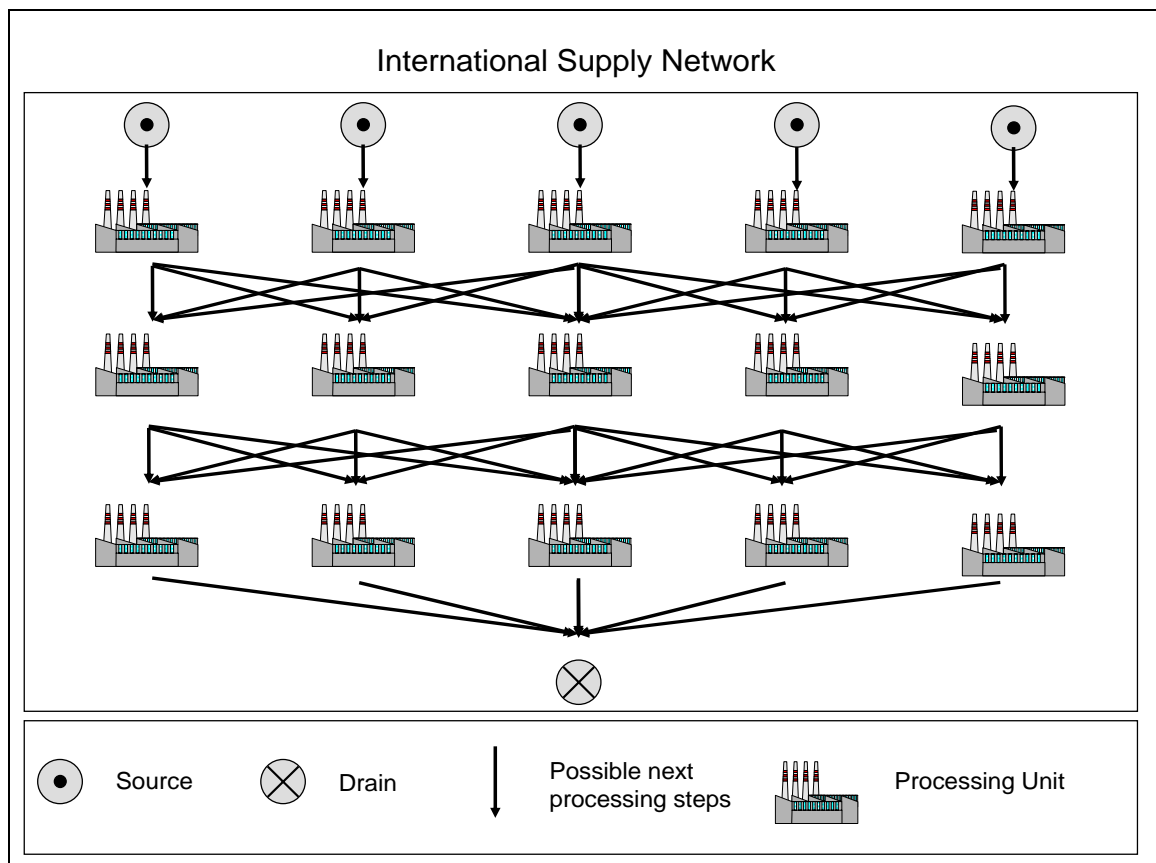 International Supply Network
Source
Drain
Possible next
processing steps
Processing Unit